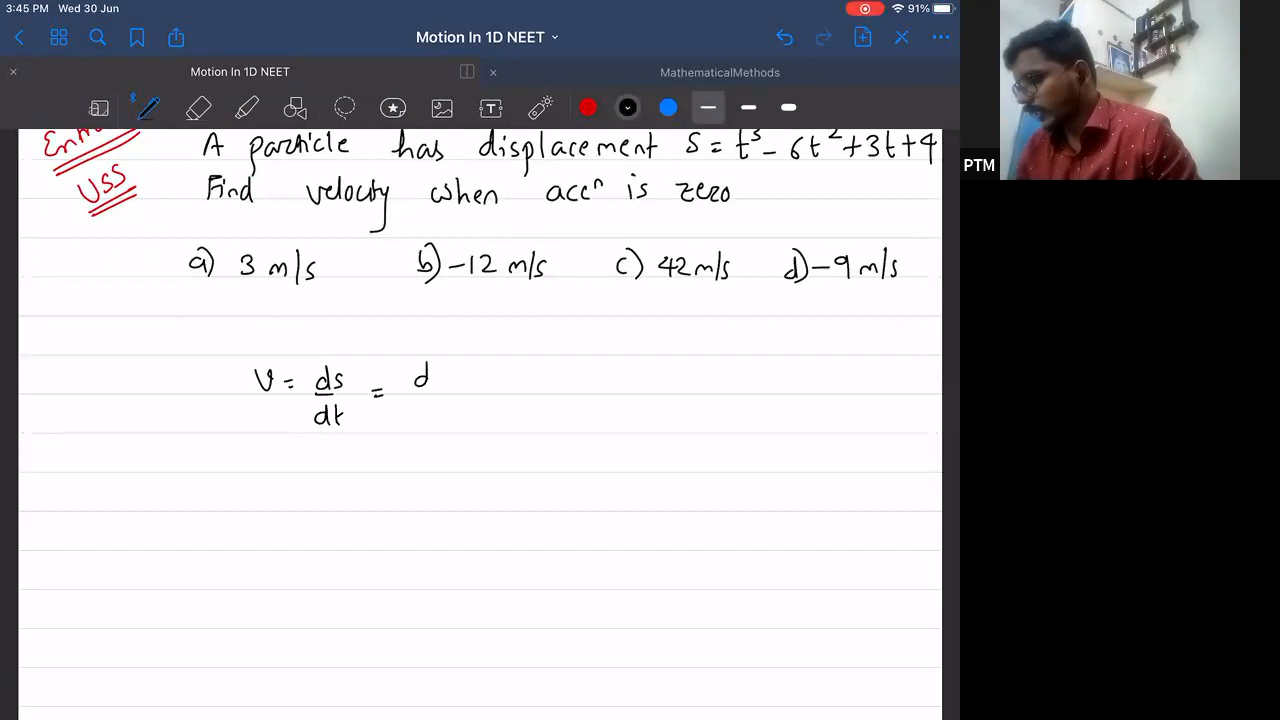 3:45 PM Wed 30 Jun 91%
Motion In 1D NEET
Motion In 1D NEET MathematicalMethods
A particle has displacement S = t³ - 6t² + 3t + 4
USS Find velocity when accⁿ is zero
a) 3 m/s b) -12 m/s c) 42 m/s d) -9 m/s
V = ds/dt = d
PTM